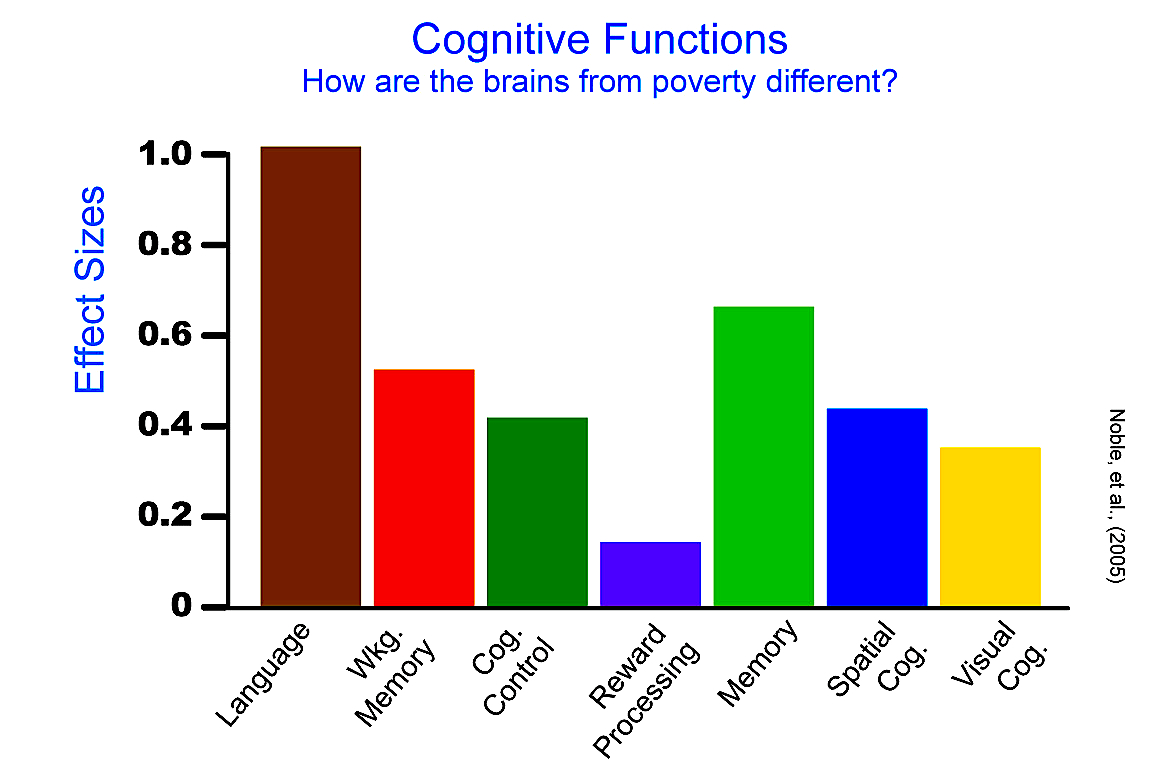 Cognitive Functions
How are the brains from poverty different?
Effect Sizes
1.0
0.8
0.6
0.4
0.2
0
Language
Wkg.
Memory
Cog.
Control
Reward
Processing
Memory
Spatial
Cog.
Visual
Cog.
Noble, et al., (2005)